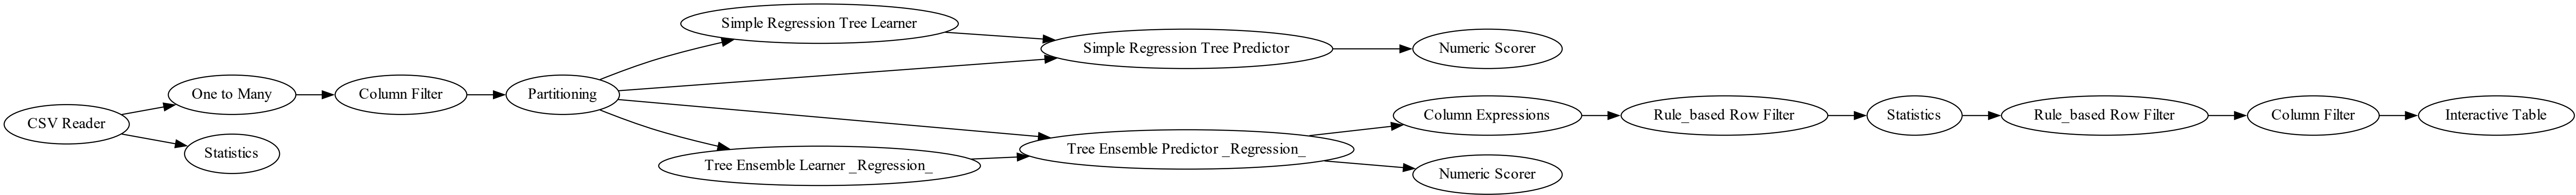 CSV Reader
One to Many
Statistics
Column Filter
Partitioning
Simple Regression Tree Learner
Tree Ensemble Learner _Regression_
Simple Regression Tree Predictor
Tree Ensemble Predictor _Regression_
Numeric Scorer
Column Expressions
Numeric Scorer
Rule_based Row Filter
Statistics
Rule_based Row Filter
Column Filter
Interactive Table